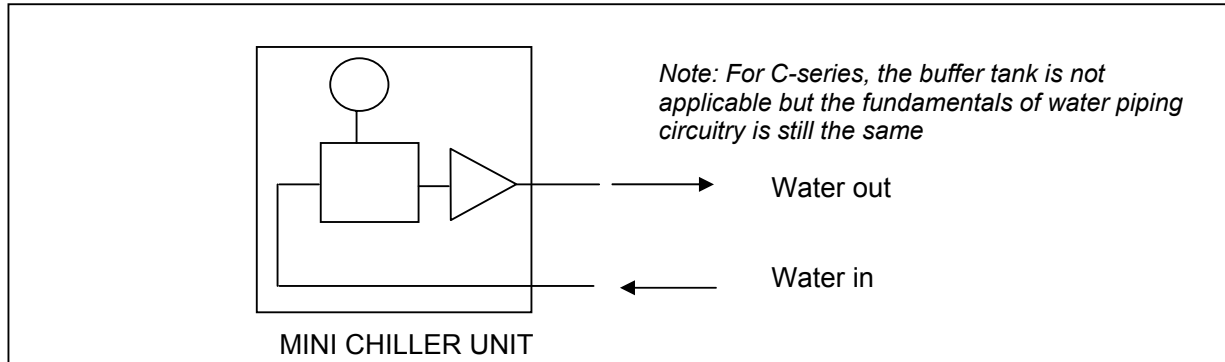 Note: For C-series, the buffer tank is not
applicable but the fundamentals of water piping
circuitry is still the same
Water out
Water in
MINI CHILLER UNIT